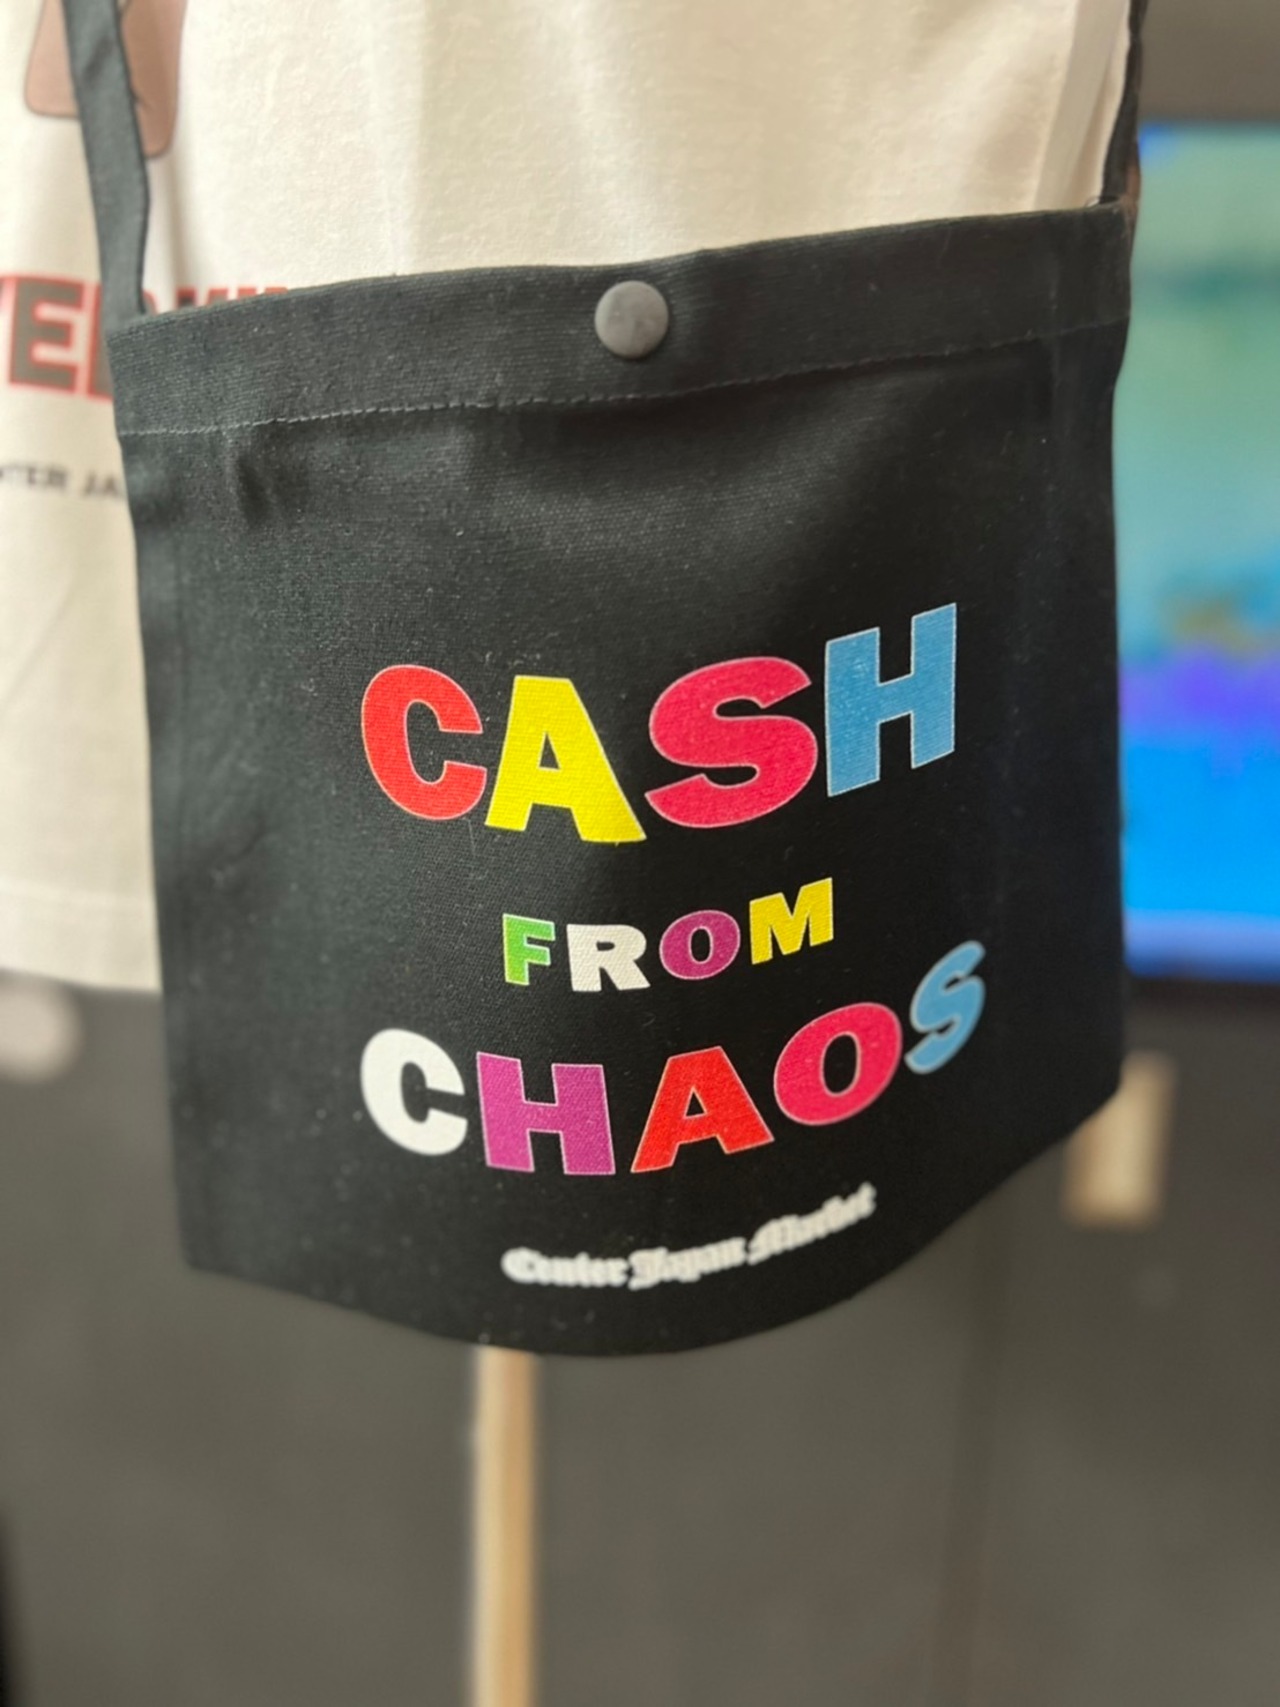 CASH
FROM
CHAOS
Center Japan Market